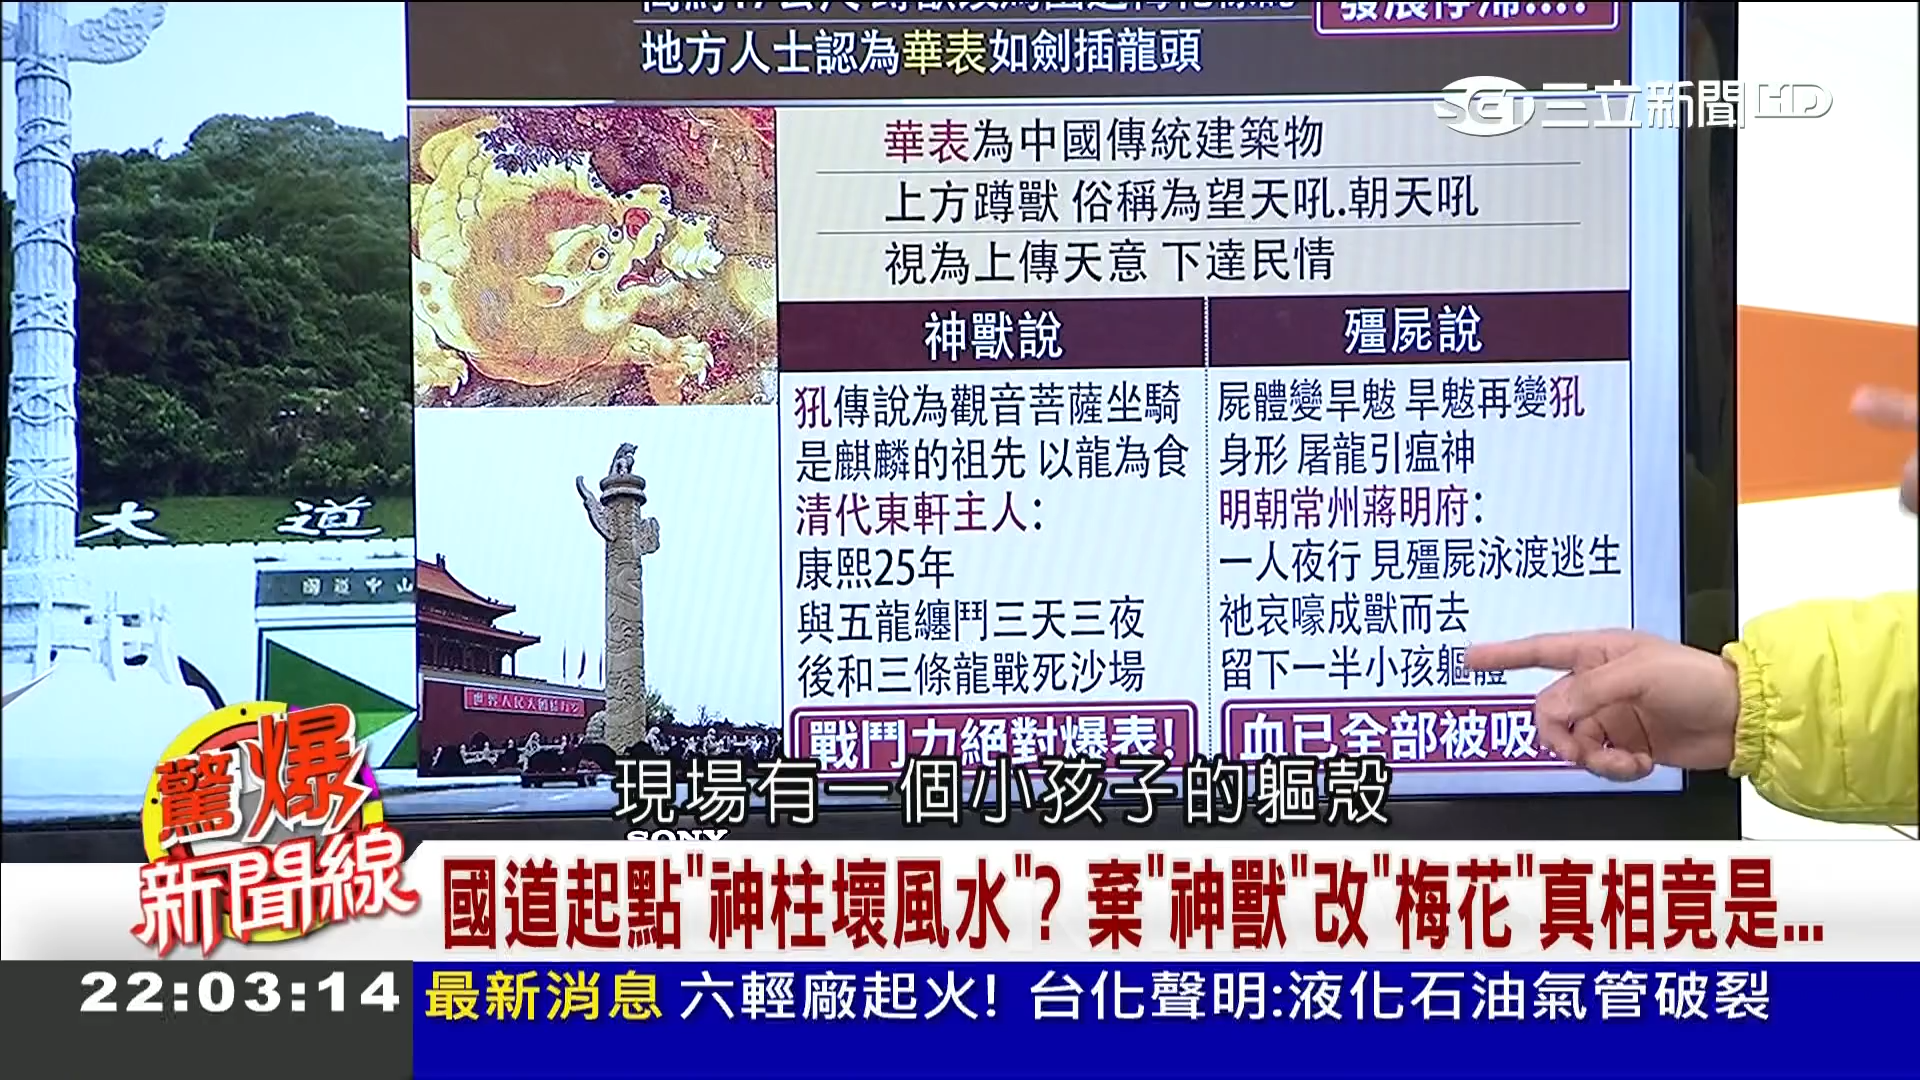 地方人士認為華表如劍插龍頭
SET三立新聞HD
華表為中國傳統建築物
上方蹲獸 俗稱為望天吼.朝天吼
視為上傳天意 下達民情
神獸說
犼傳說為觀音菩薩坐騎
是麒麟的祖先 以龍為食
清代東軒主人：
康熙25年
與五龍纏鬥三天三夜
後和三條龍戰死沙場
戰鬥力絕對爆表!
殭屍說
屍體變旱魃 旱魃再變犼
身形 屠龍引瘟神
明朝常州蔣明府：
一人夜行 見殭屍泳渡逃生
祂哀嚎成獸而去
留下一半小孩軀體
血已全部被吸
大道
國道中山
現場有一個小孩子的軀殼
SONY
驚爆
新聞線
國道起點"神柱壞風水"? 棄"神獸"改"梅花"真相竟是...
22:03:14
最新消息 六輕廠起火! 台化聲明:液化石油氣管破裂